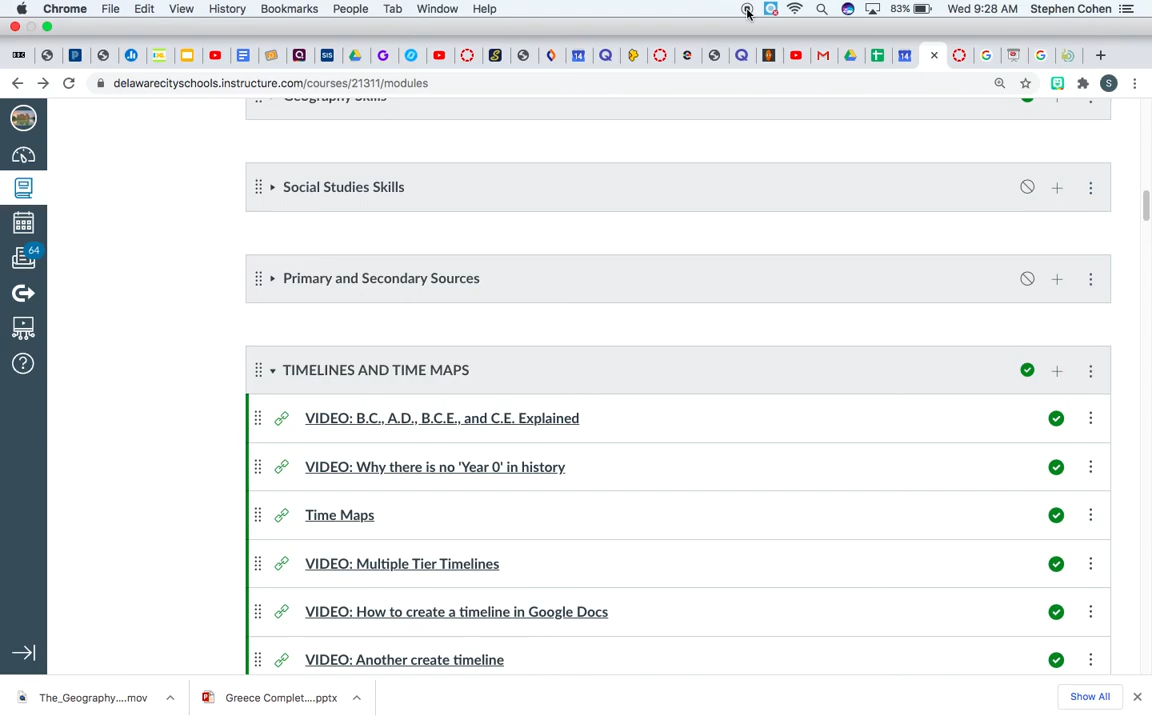 Chrome File Edit View History Bookmarks People Tab Window Help 83% Wed 9:28 AM Stephen Cohen
delawarecityschools.instructure.com/courses/21311/modules
Geography Skills
Social Studies Skills
64
Primary and Secondary Sources
TIMELINES AND TIME MAPS
VIDEO: B.C., A.D., B.C.E., and C.E. Explained
VIDEO: Why there is no 'Year 0' in history
Time Maps
VIDEO: Multiple Tier Timelines
VIDEO: How to create a timeline in Google Docs
VIDEO: Another create timeline
The_Geography....mov Greece Complet....pptx Show All